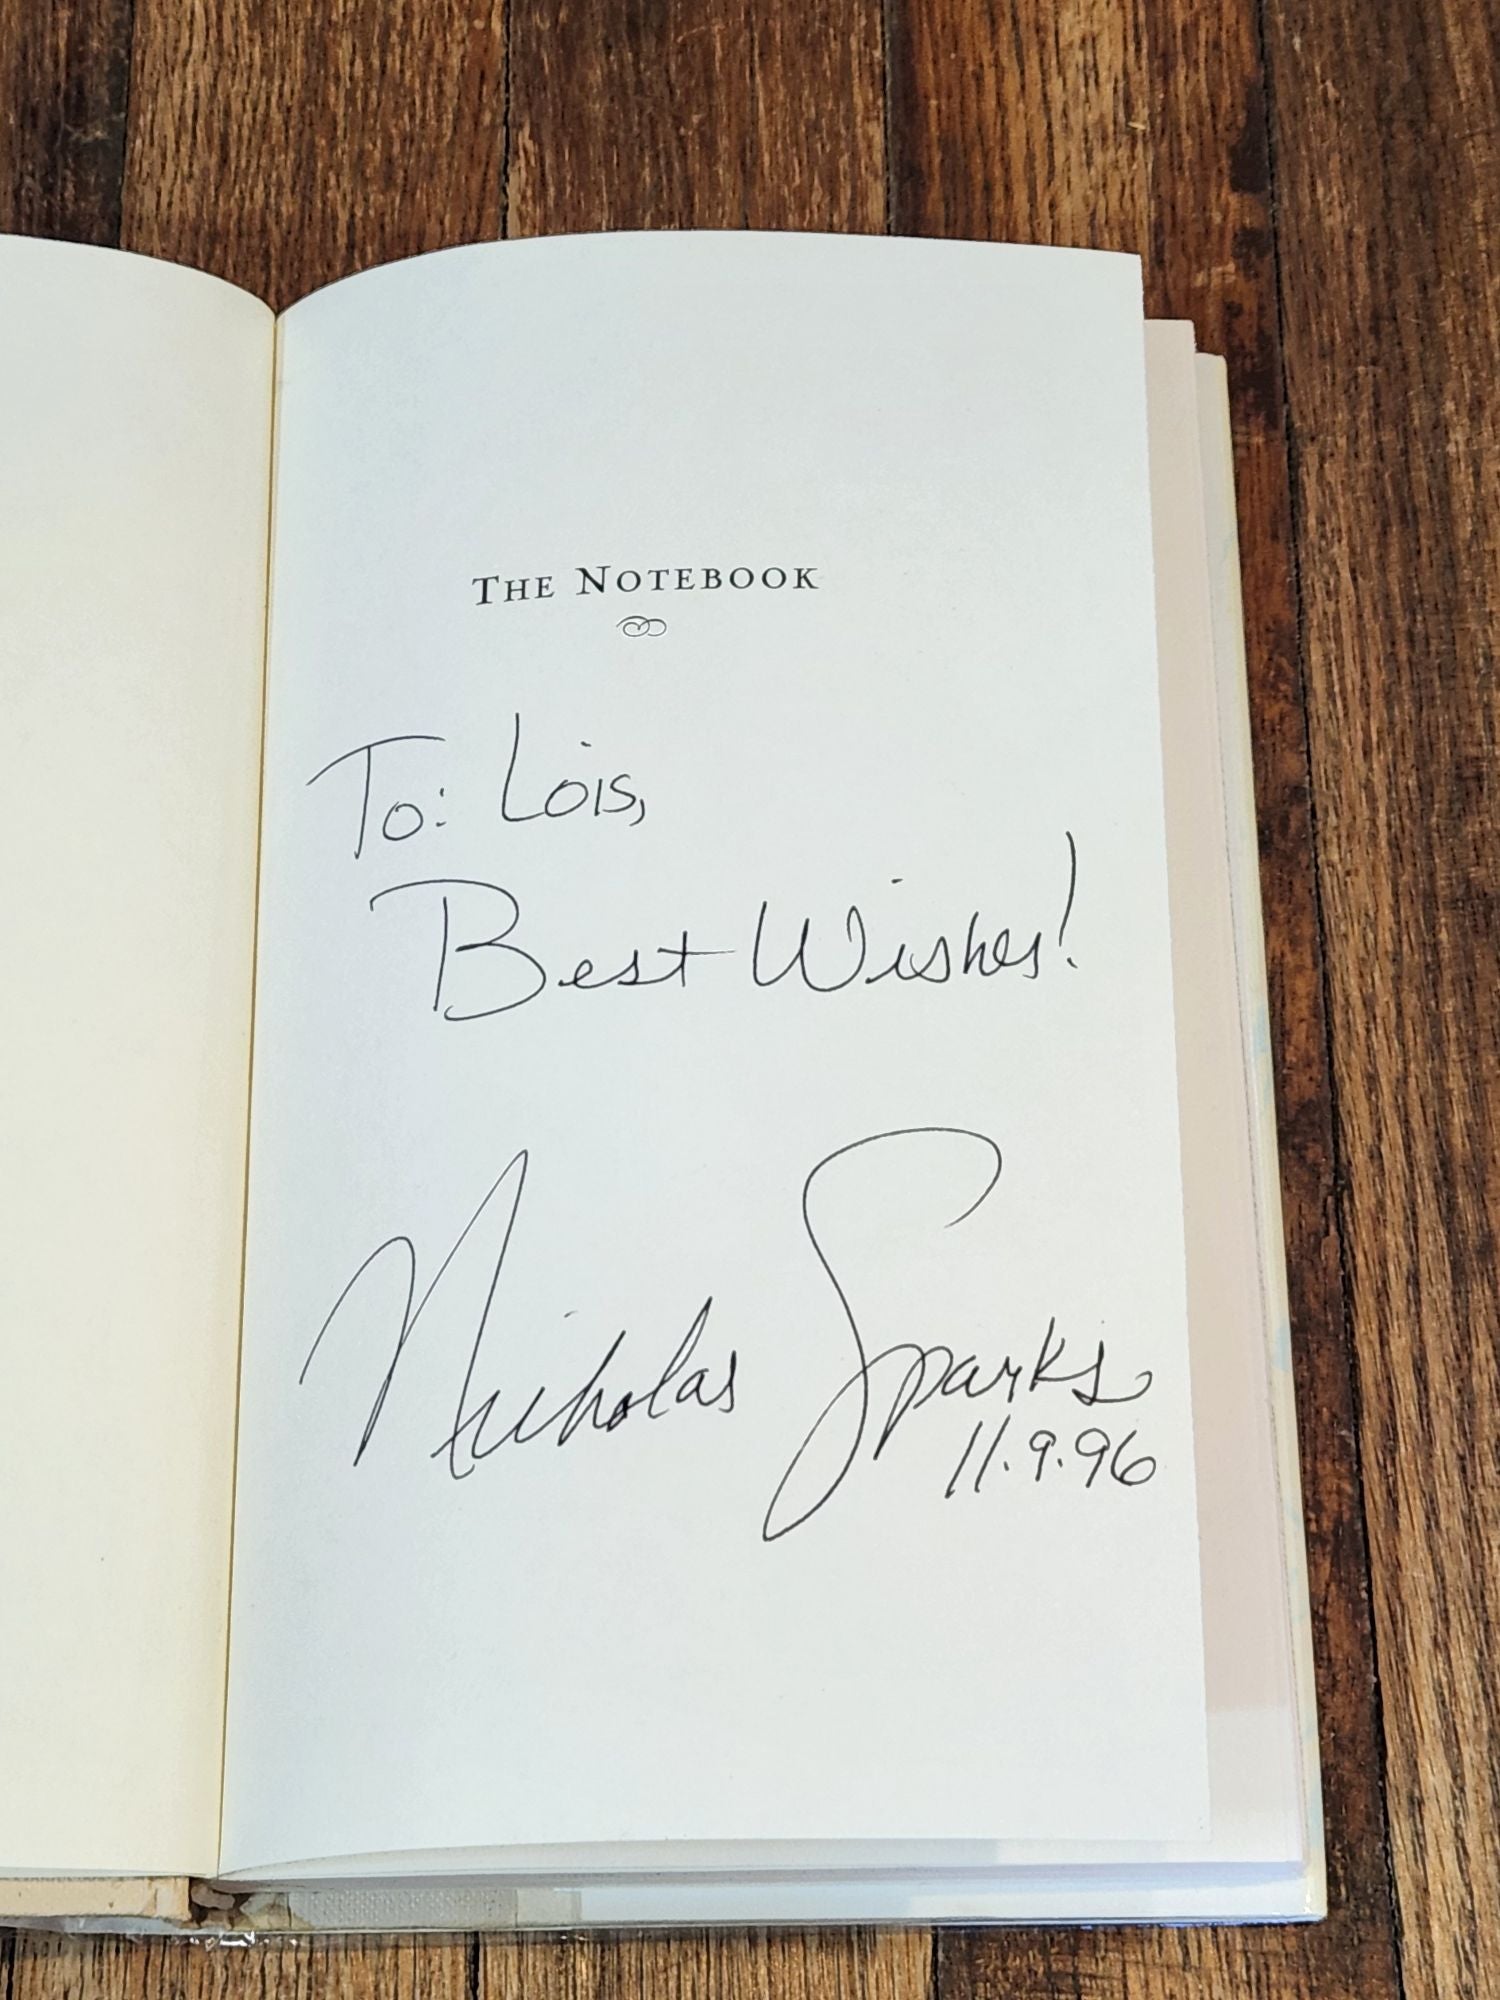 THE NOTEBOOK
To: Lois,
Best Wishes!
Nicholas Sparks
11.9.96